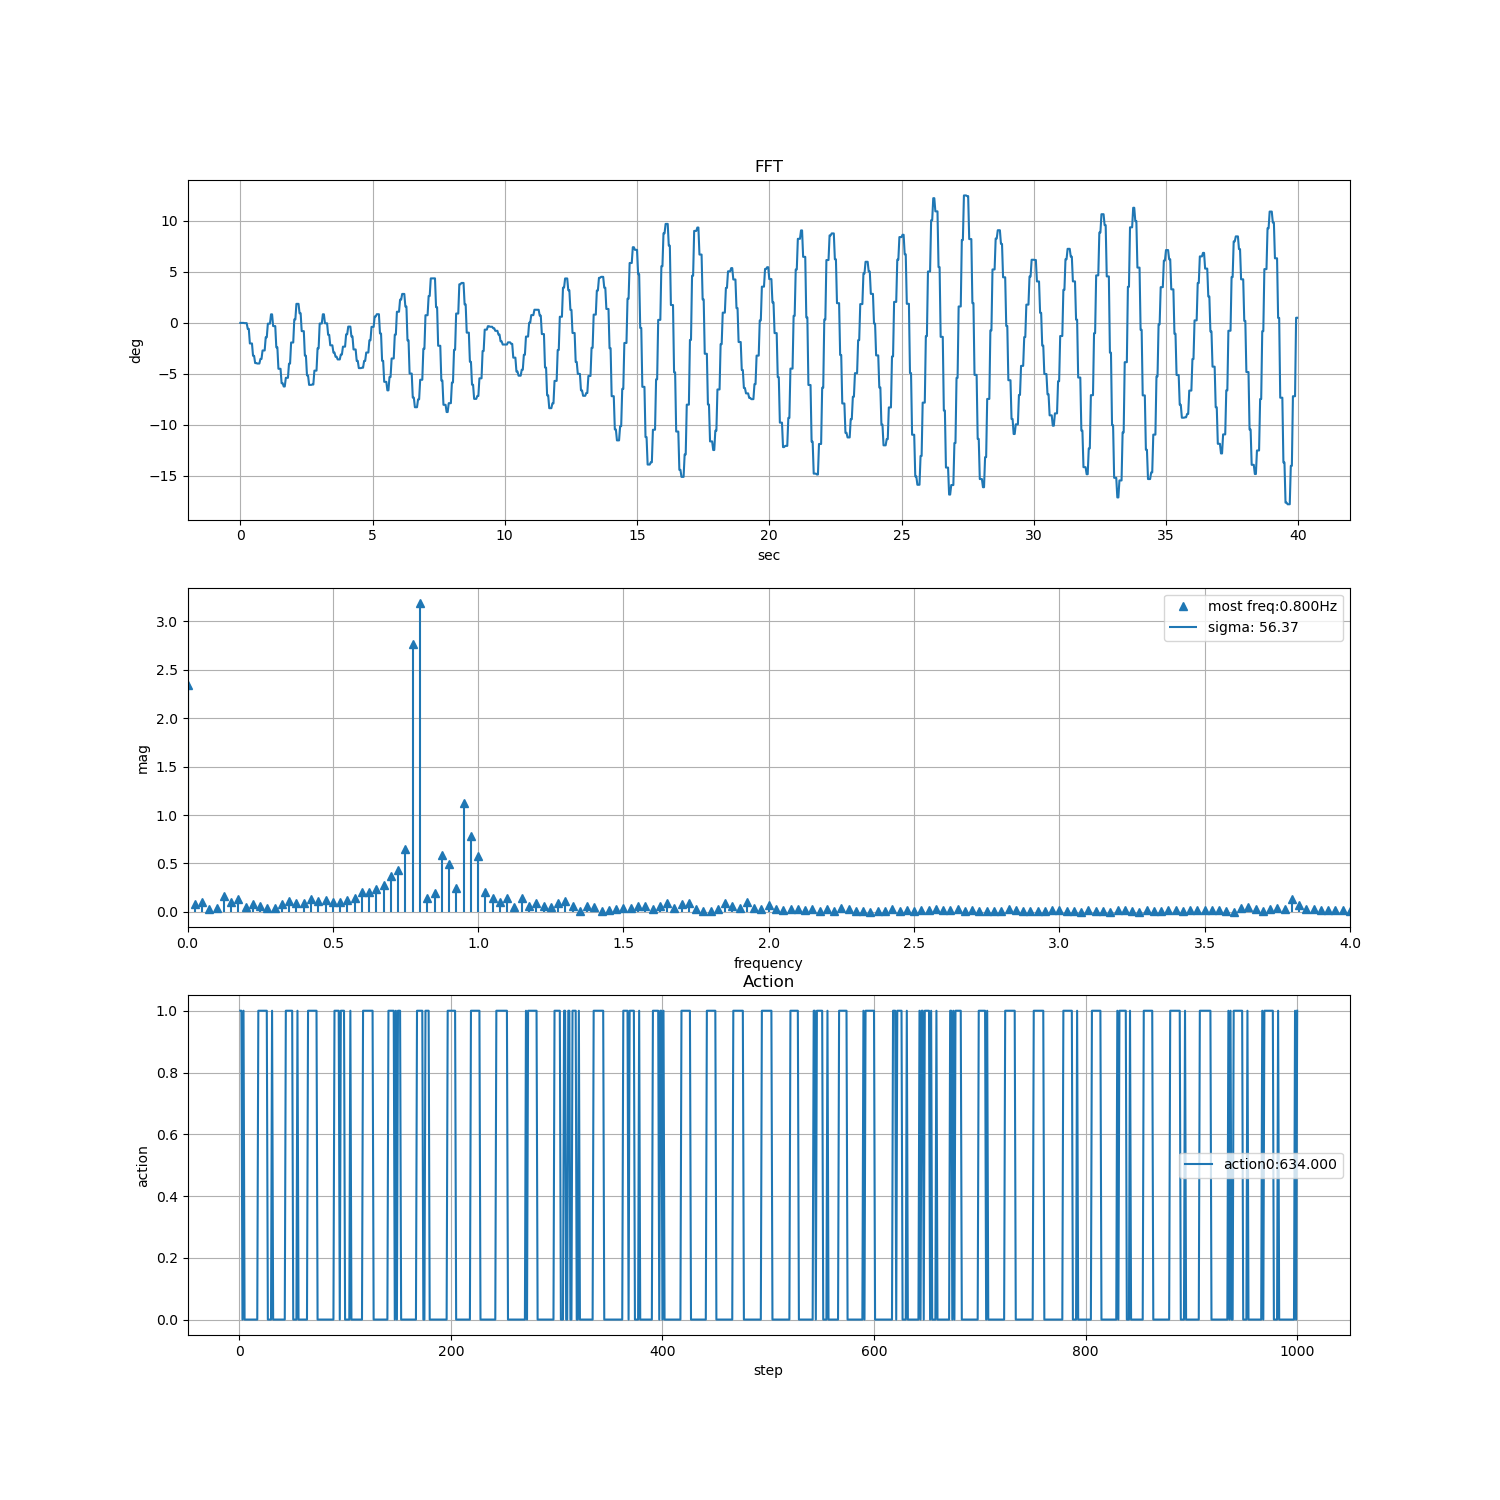 FFT
10
5
0
−5
−10
−15
deg
0 5 10 15 20 25 30 35 40
sec
3.0
2.5
2.0
1.5
1.0
0.5
0.0
mag
most freq:0.800Hz
sigma: 56.37
0.0 0.5 1.0 1.5 2.0 2.5 3.0 3.5 4.0
frequency
Action
1.0
0.8
0.6
0.4
0.2
0.0
action
action0:634.000
0 200 400 600 800 1000
step